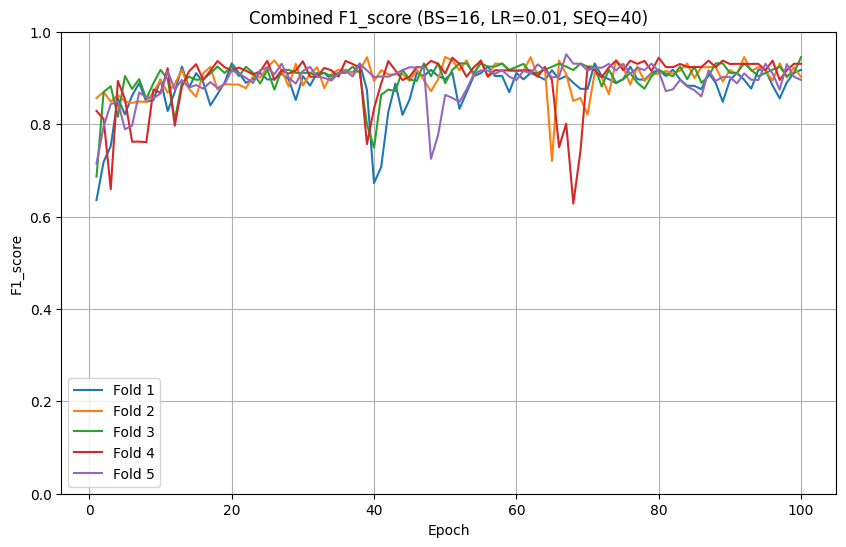 Combined F1_score (BS=16, LR=0.01, SEQ=40)
F1_score
1.0
0.8
0.6
0.4
0.2
0.0
Fold 1
Fold 2
Fold 3
Fold 4
Fold 5
0 20 40 60 80 100
Epoch